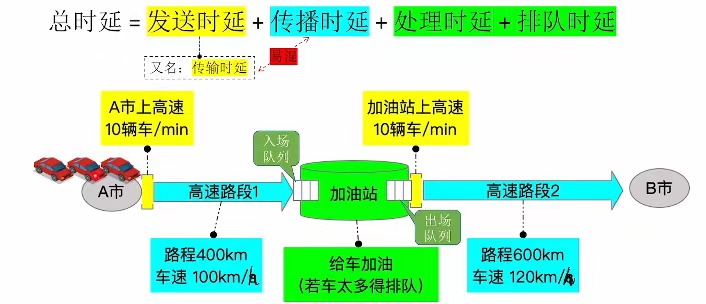 总时延 = 发送时延 + 传播时延 + 处理时延 + 排队时延
又名：传输时延
易混
A市上高速
10辆车/min
加油站上高速
10辆车/min
入场
队列
A市
高速路段1
加油站
高速路段2
B市
出场
队列
路程400km
车速 100km/h
给车加油
（若车太多得排队）
路程600km
车速 120km/h